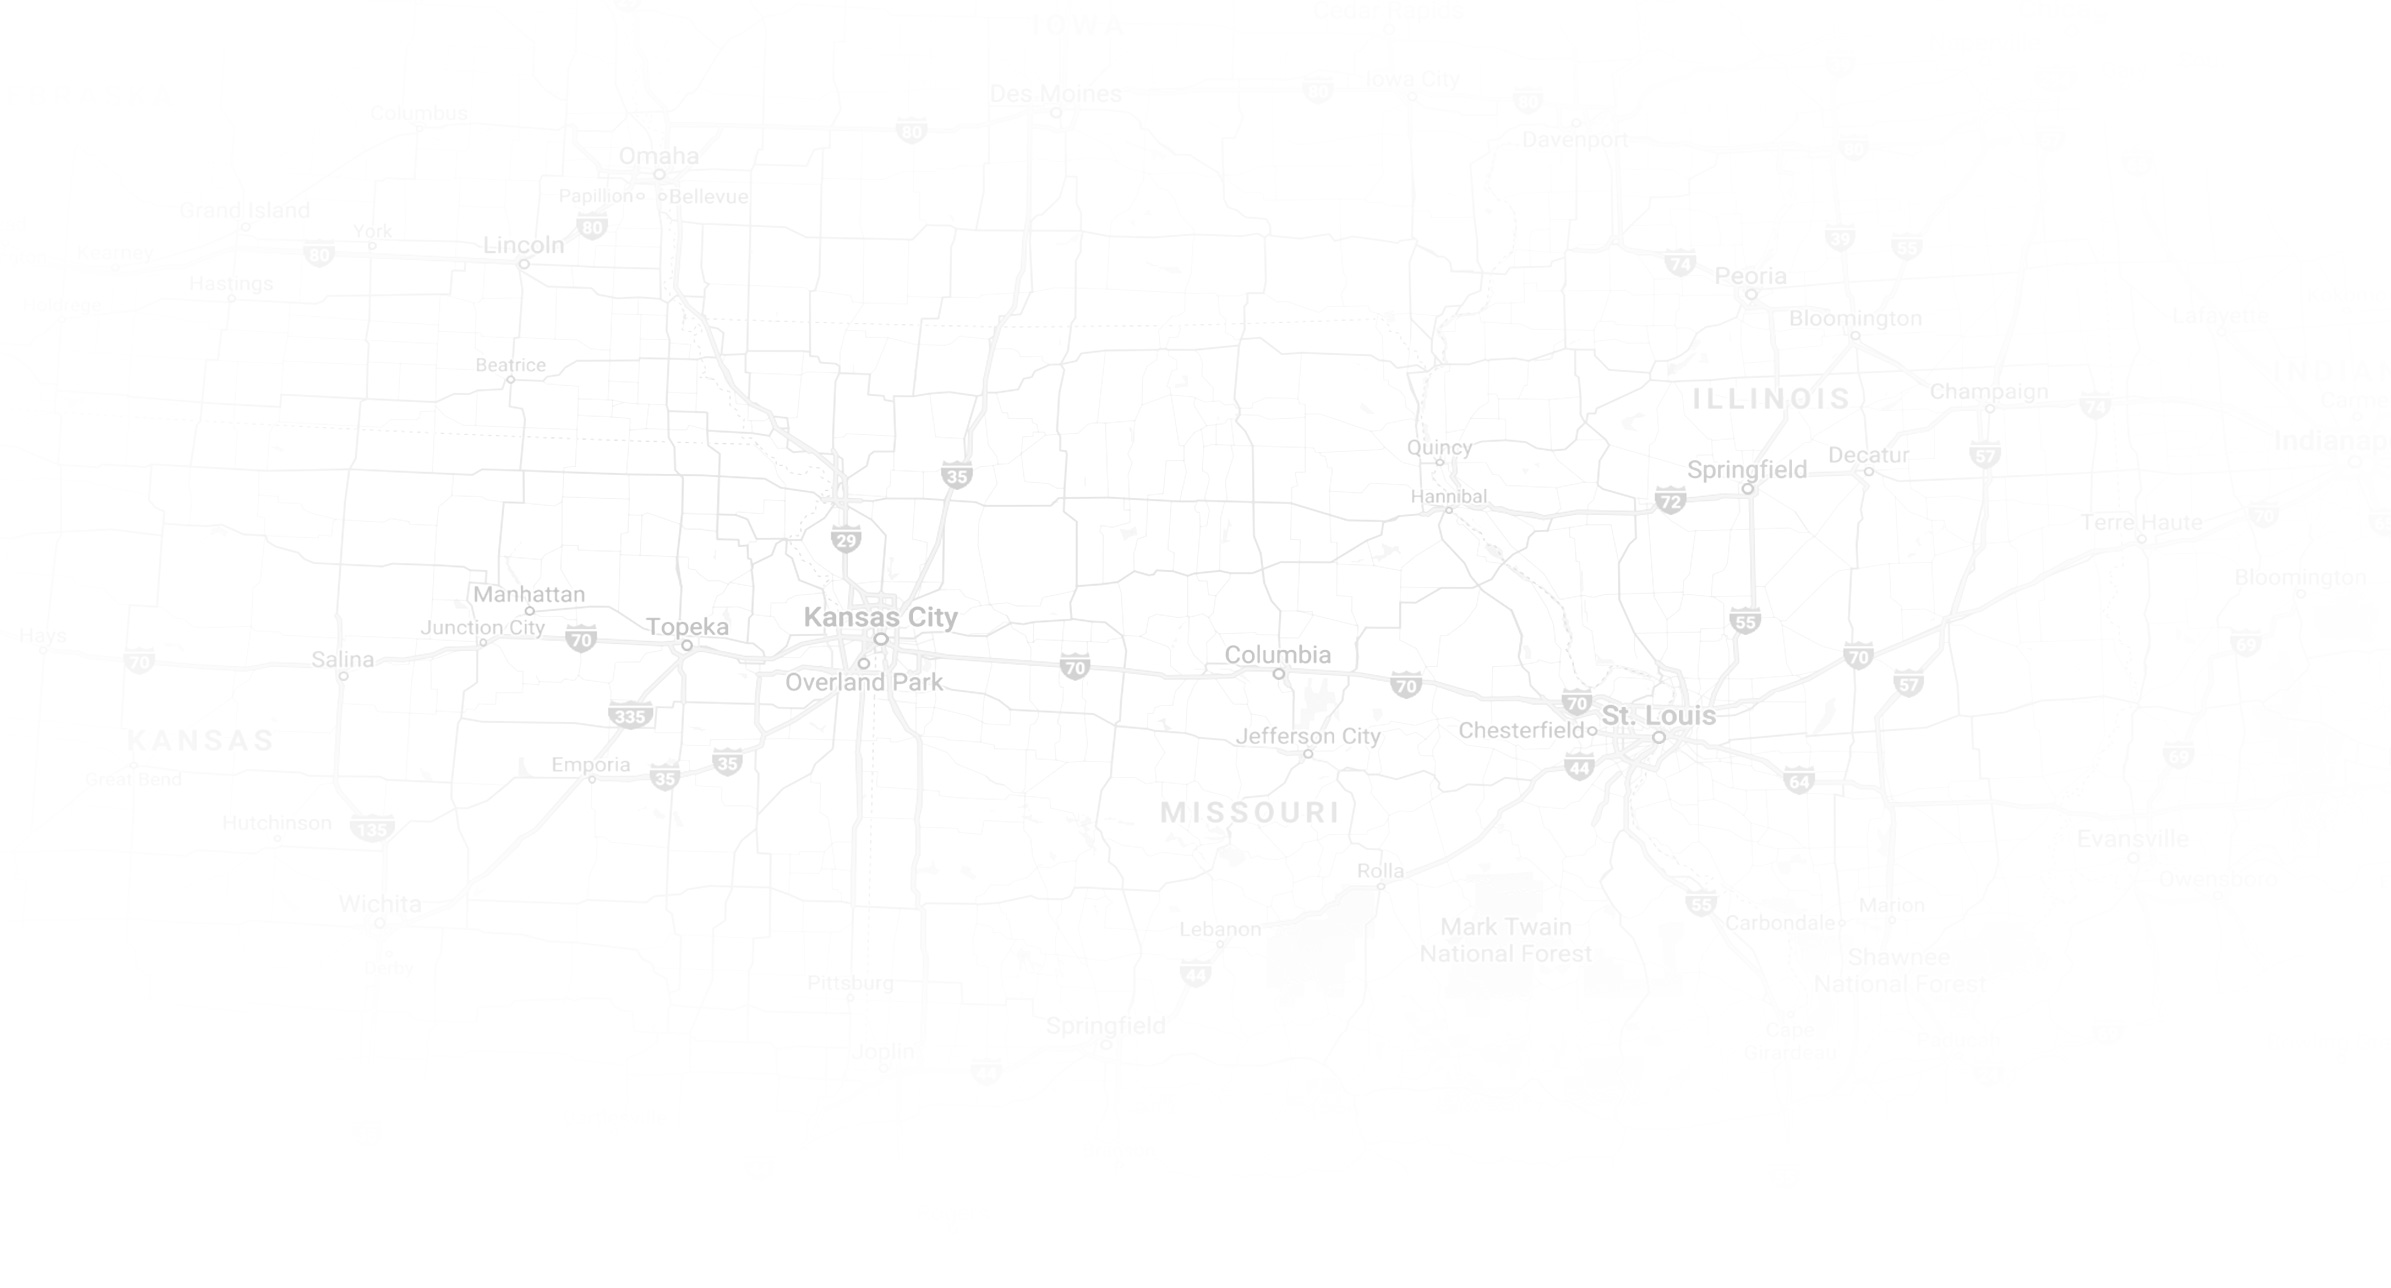 IOWA
Cedar Rapids
Des Moines
80
Iowa City
80
Columbus
80
Davenport
80
Omaha
Papillion
Bellevue
Grand Island
80
York
Lincoln
80
Kearney
Hastings
Holdrege
74
39
55
Peoria
Bloomington
Lafayette
Beatrice
ILLINOIS
Champaign
74
INDIAN
Carme
Indianap
Quincy
Springfield
Decatur
57
35
Hannibal
72
70
29
Terre Haute
Manhattan
Bloomington
Kansas City
Junction City
70
Topeka
55
Hays
70
Salina
Columbia
70
70
70
69
Overland Park
70
57
335
St. Louis
Chesterfield
Jefferson City
KANSAS
Emporia
35
35
44
64
69
Great Bend
MISSOURI
Hutchinson
135
Evansville
Rolla
Owensboro
Wichita
55
Marion
Carbondale
Lebanon
Mark Twain
National Forest
Shawnee
National Forest
Derby
44
Pittsburg
Springfield
Cape
Girardeau
Joplin
44